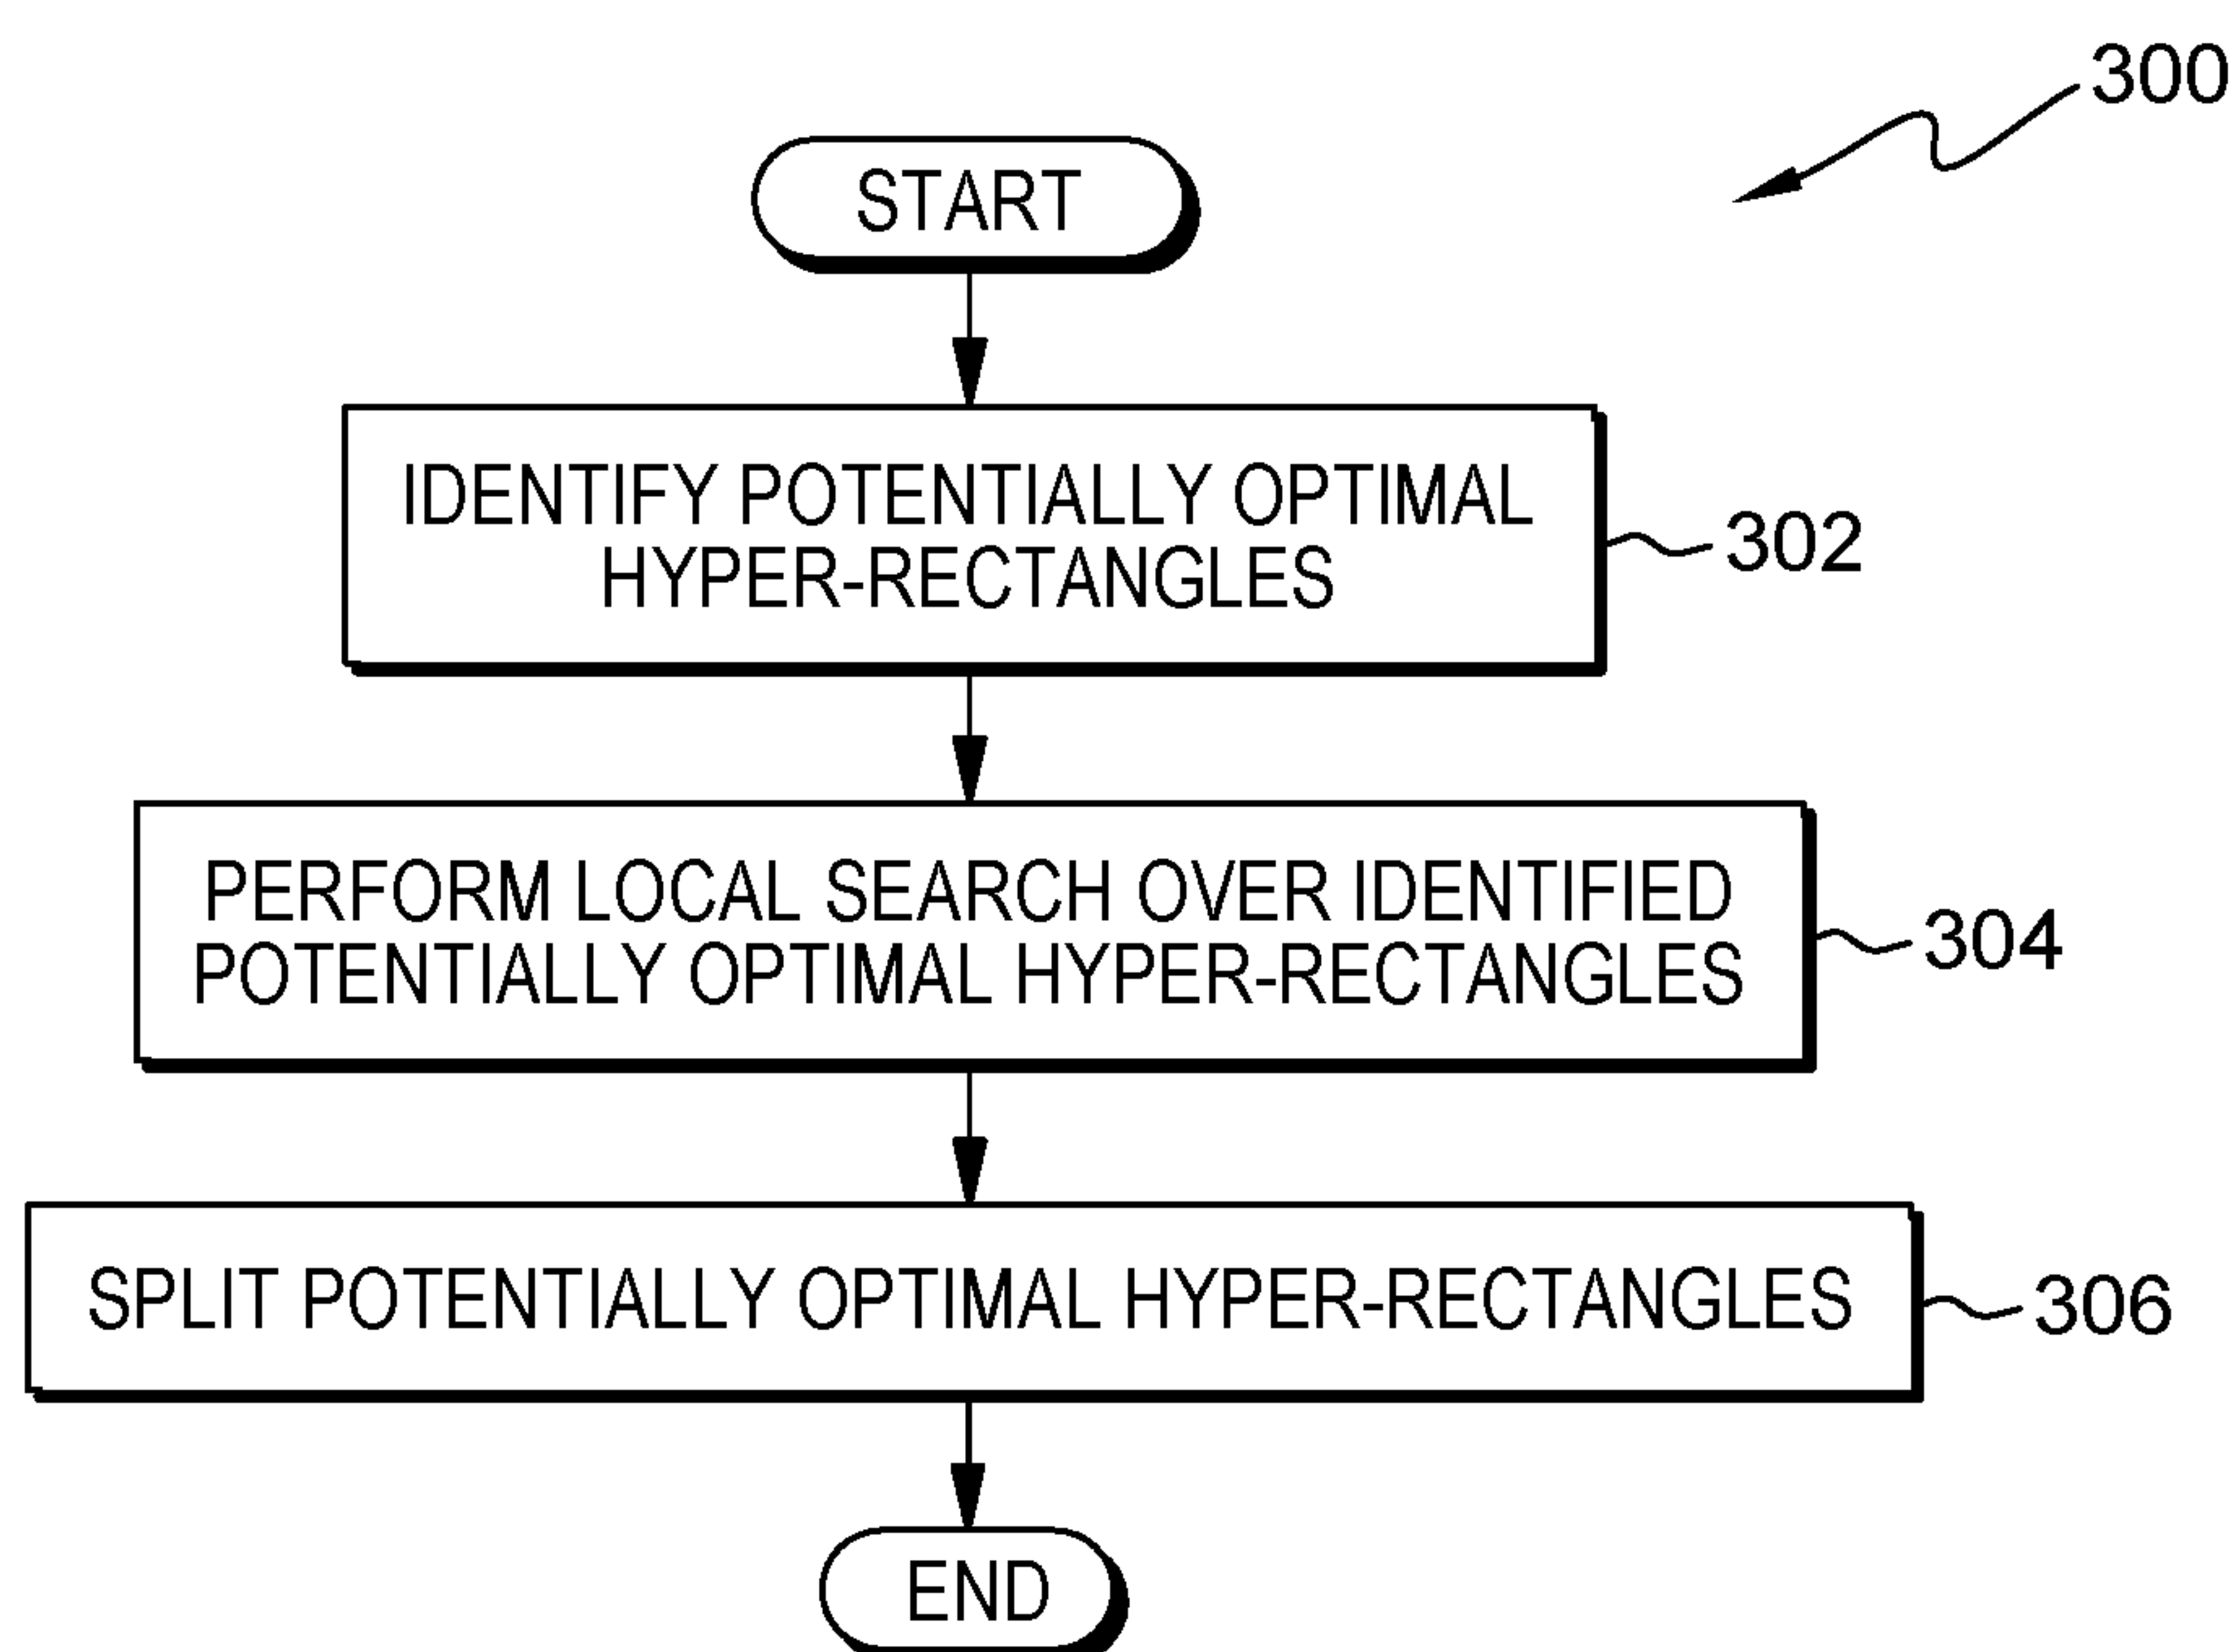 300
START
IDENTIFY POTENTIALLY OPTIMAL
HYPER-RECTANGLES
302
PERFORM LOCAL SEARCH OVER IDENTIFIED
POTENTIALLY OPTIMAL HYPER-RECTANGLES
304
SPLIT POTENTIALLY OPTIMAL HYPER-RECTANGLES
306
END